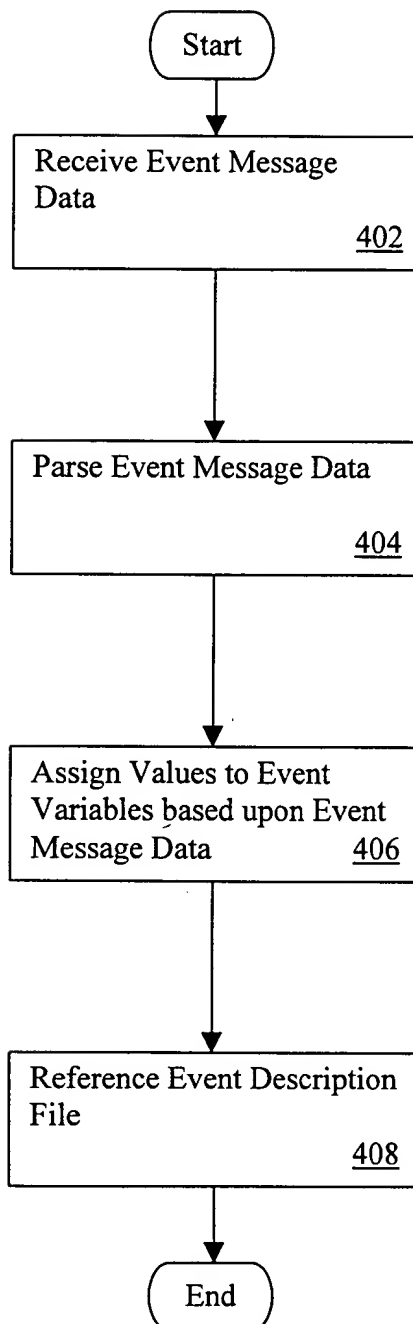 Start
Receive Event Message
Data
402
Parse Event Message Data
404
Assign Values to Event
Variables based upon Event
Message Data 406
Reference Event Description
File
408
End